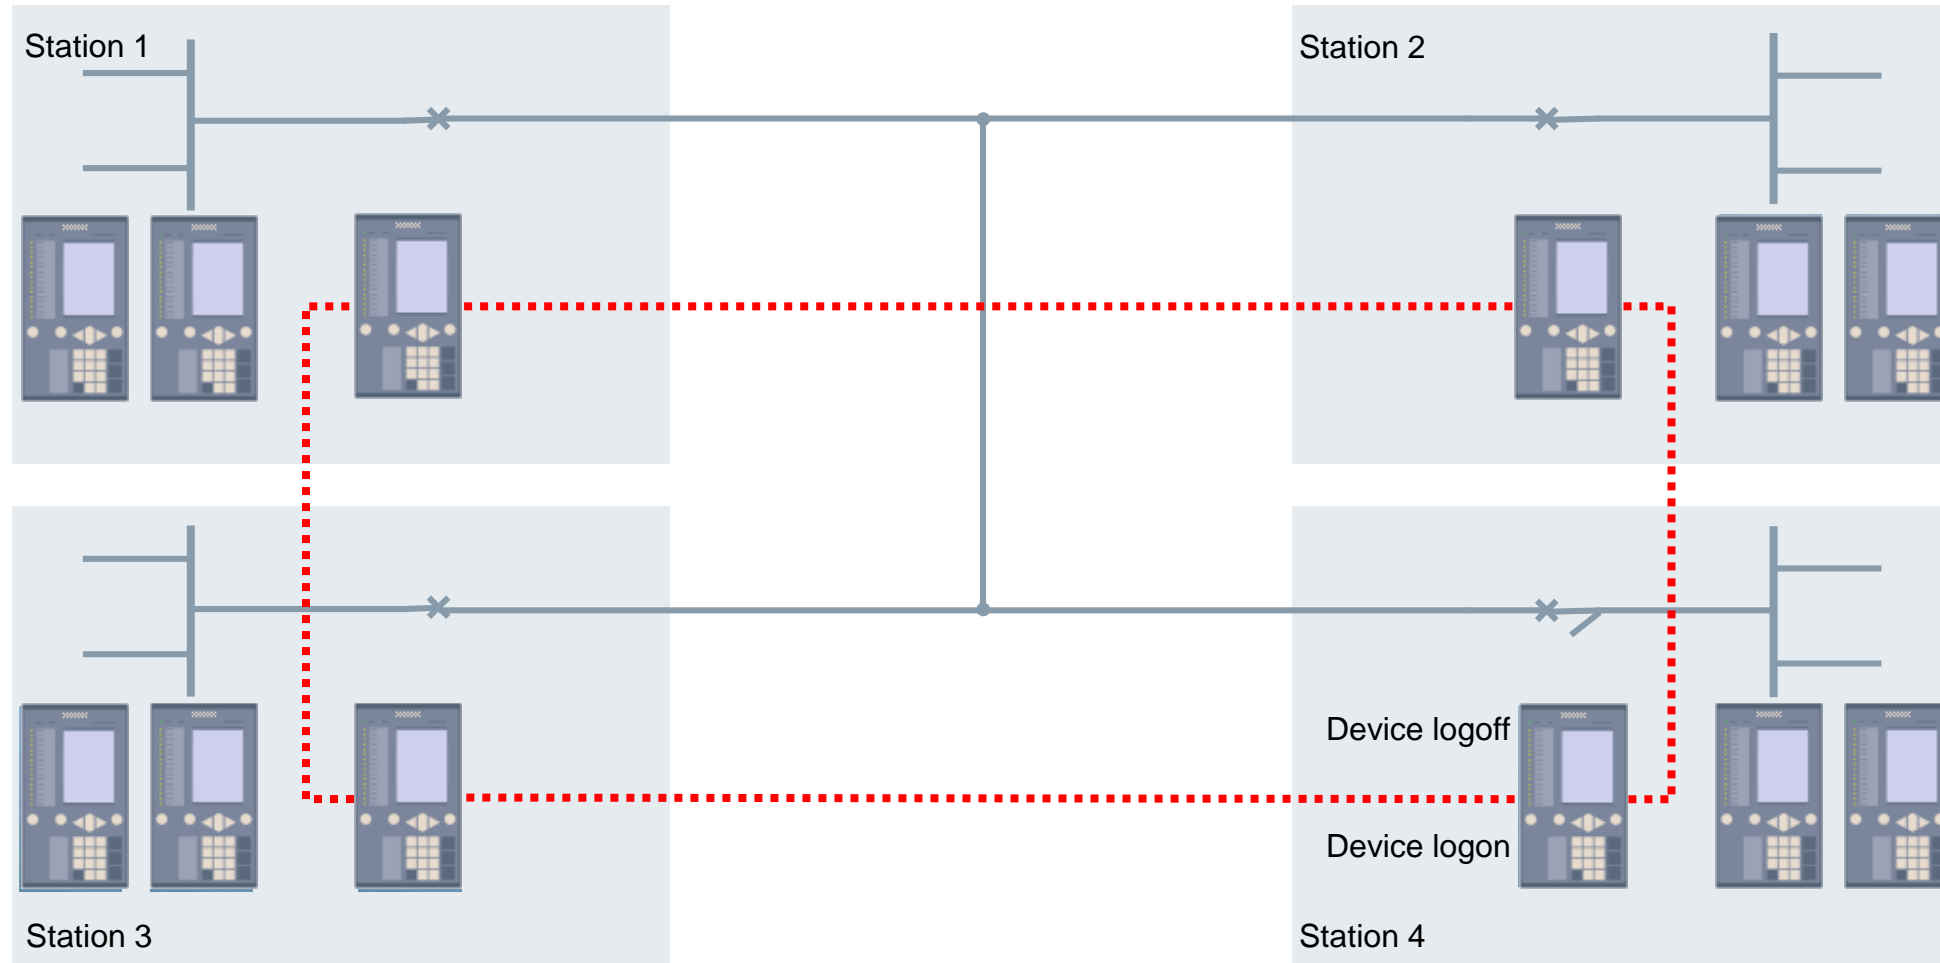 Station 1
Station 2
Device logoff
Device logon
Station 3
Station 4